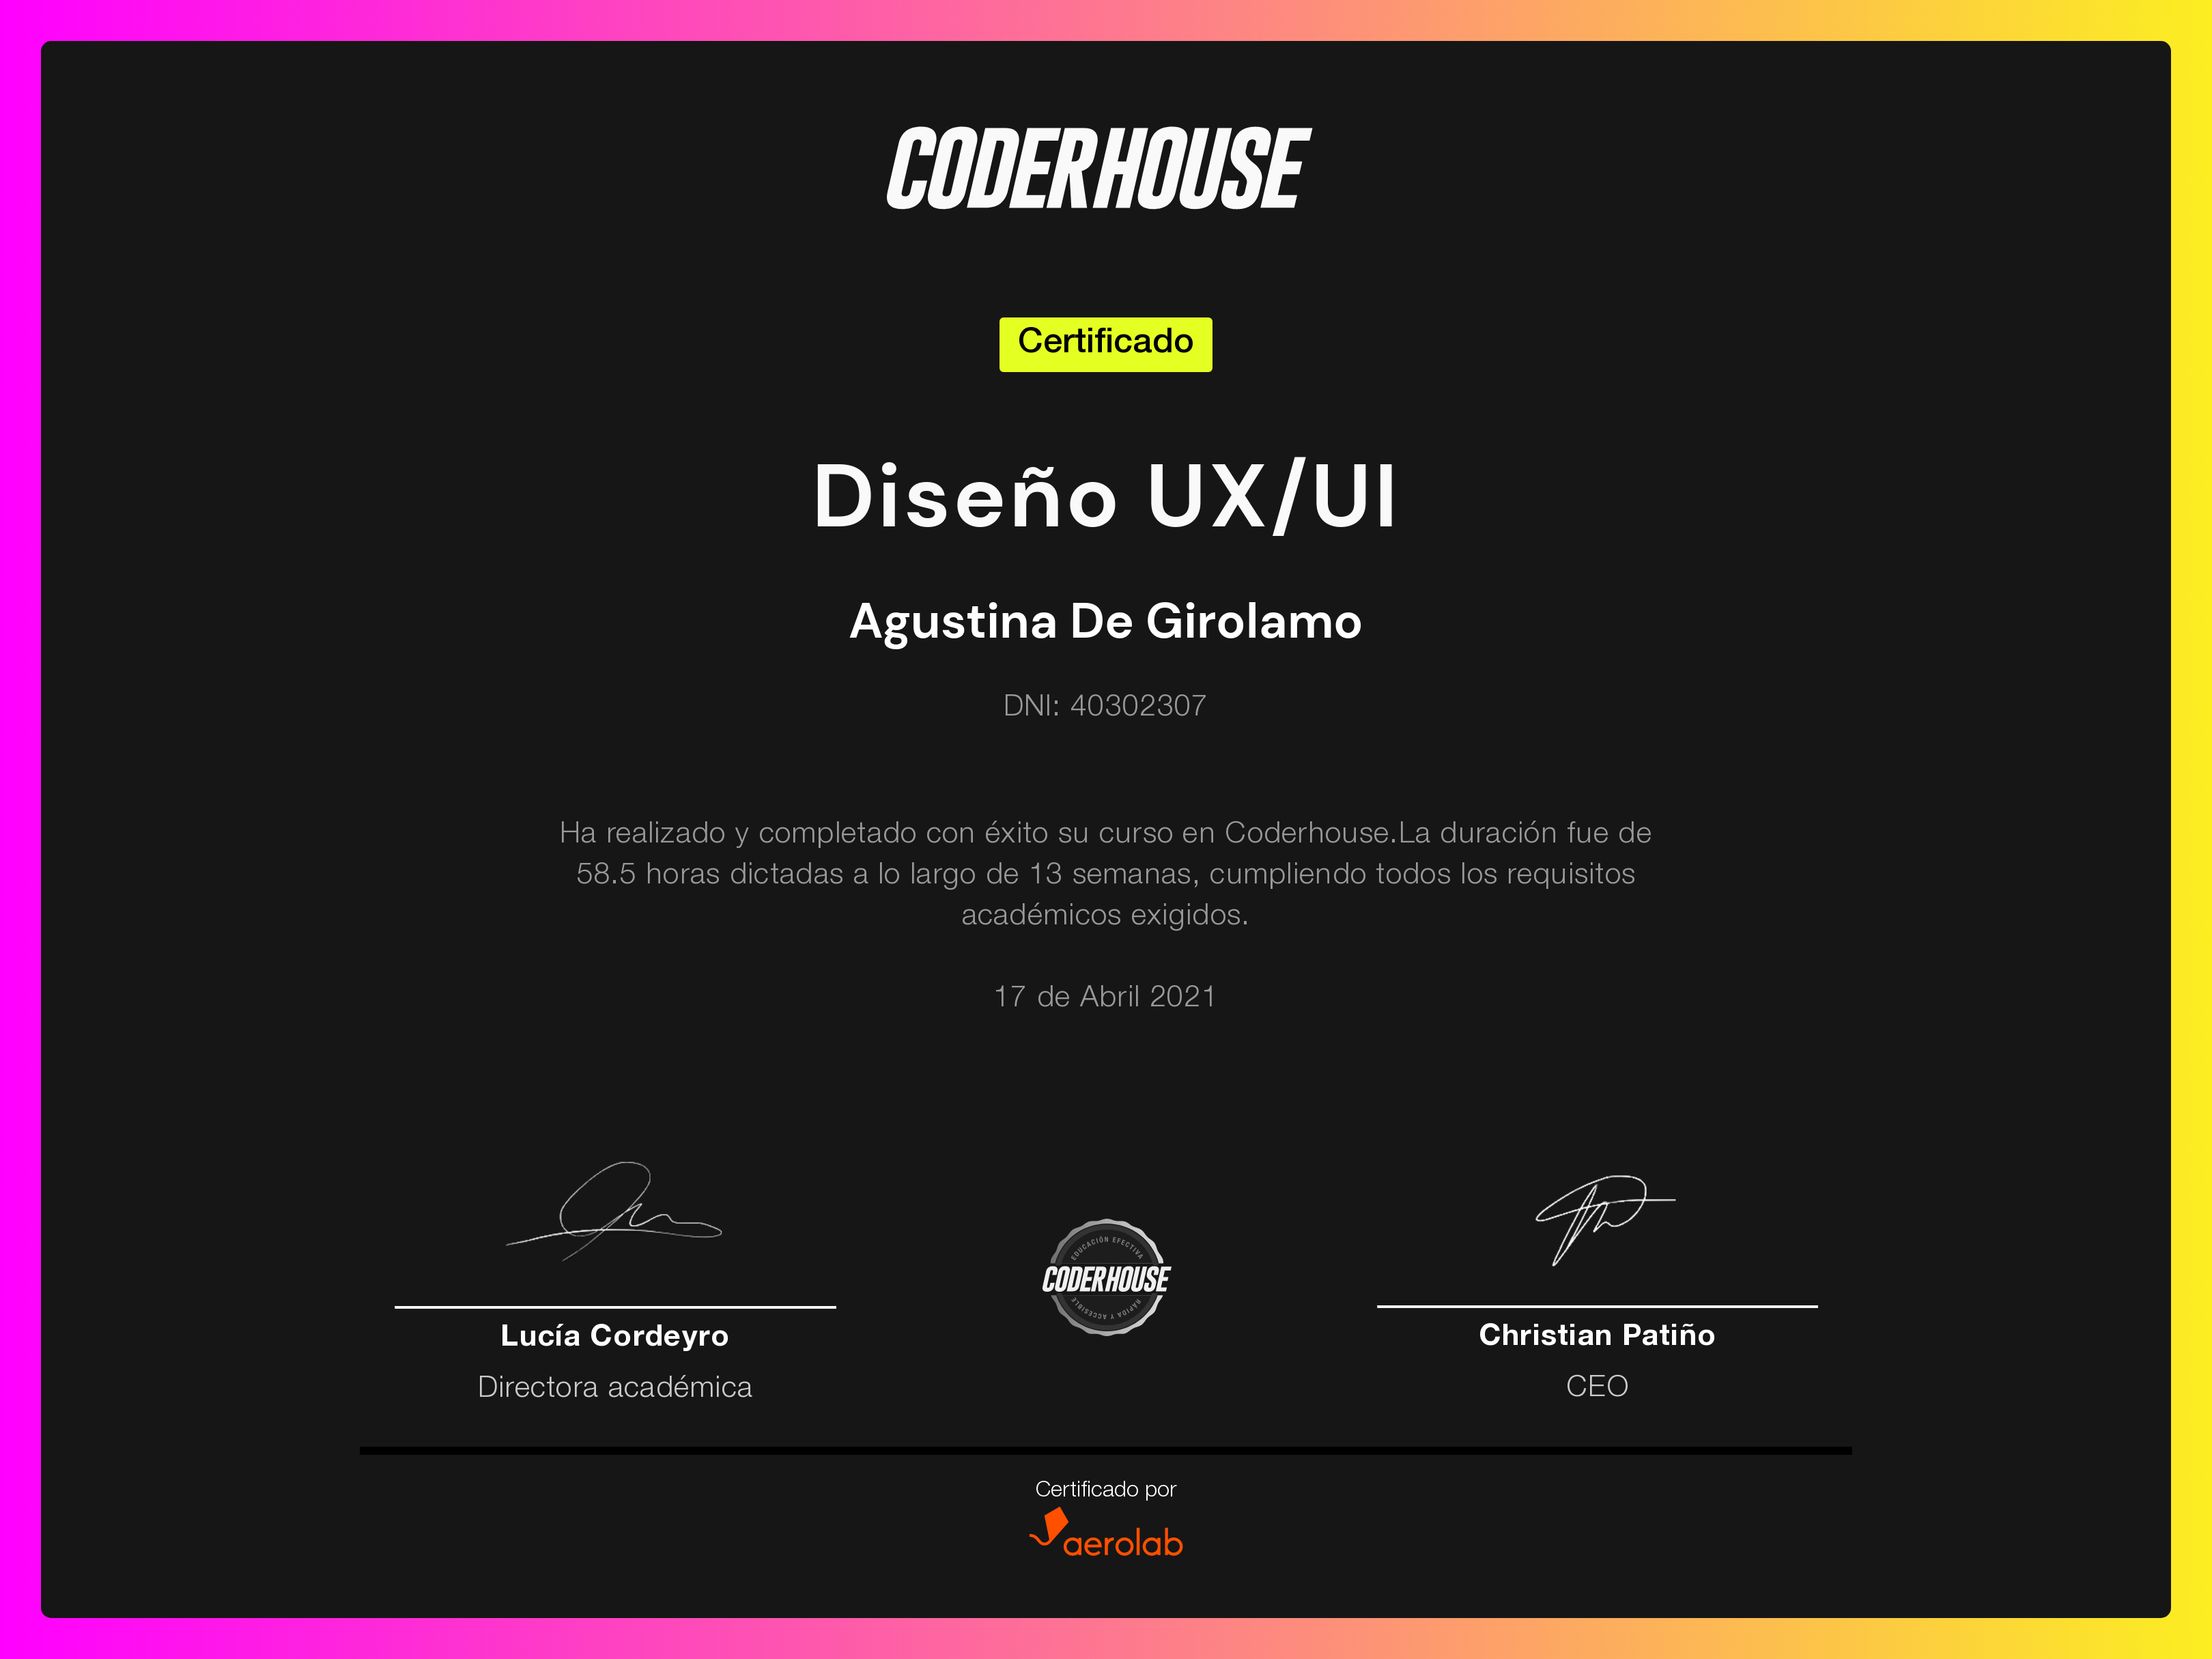 CODERHOUSE
Certificado
Diseño UX/UI
Agustina De Girolamo
DNI: 40302307
Ha realizado y completado con éxito su curso en Coderhouse.La duración fue de
58.5 horas dictadas a lo largo de 13 semanas, cumpliendo todos los requisitos
académicos exigidos.
17 de Abril 2021
EDUCACIÓN EFECTIVA
CODERHOUSE
RÁPIDA Y ACCESIBLE
Lucía Cordeyro
Directora académica
Christian Patiño
CEO
Certificado por
aerolab